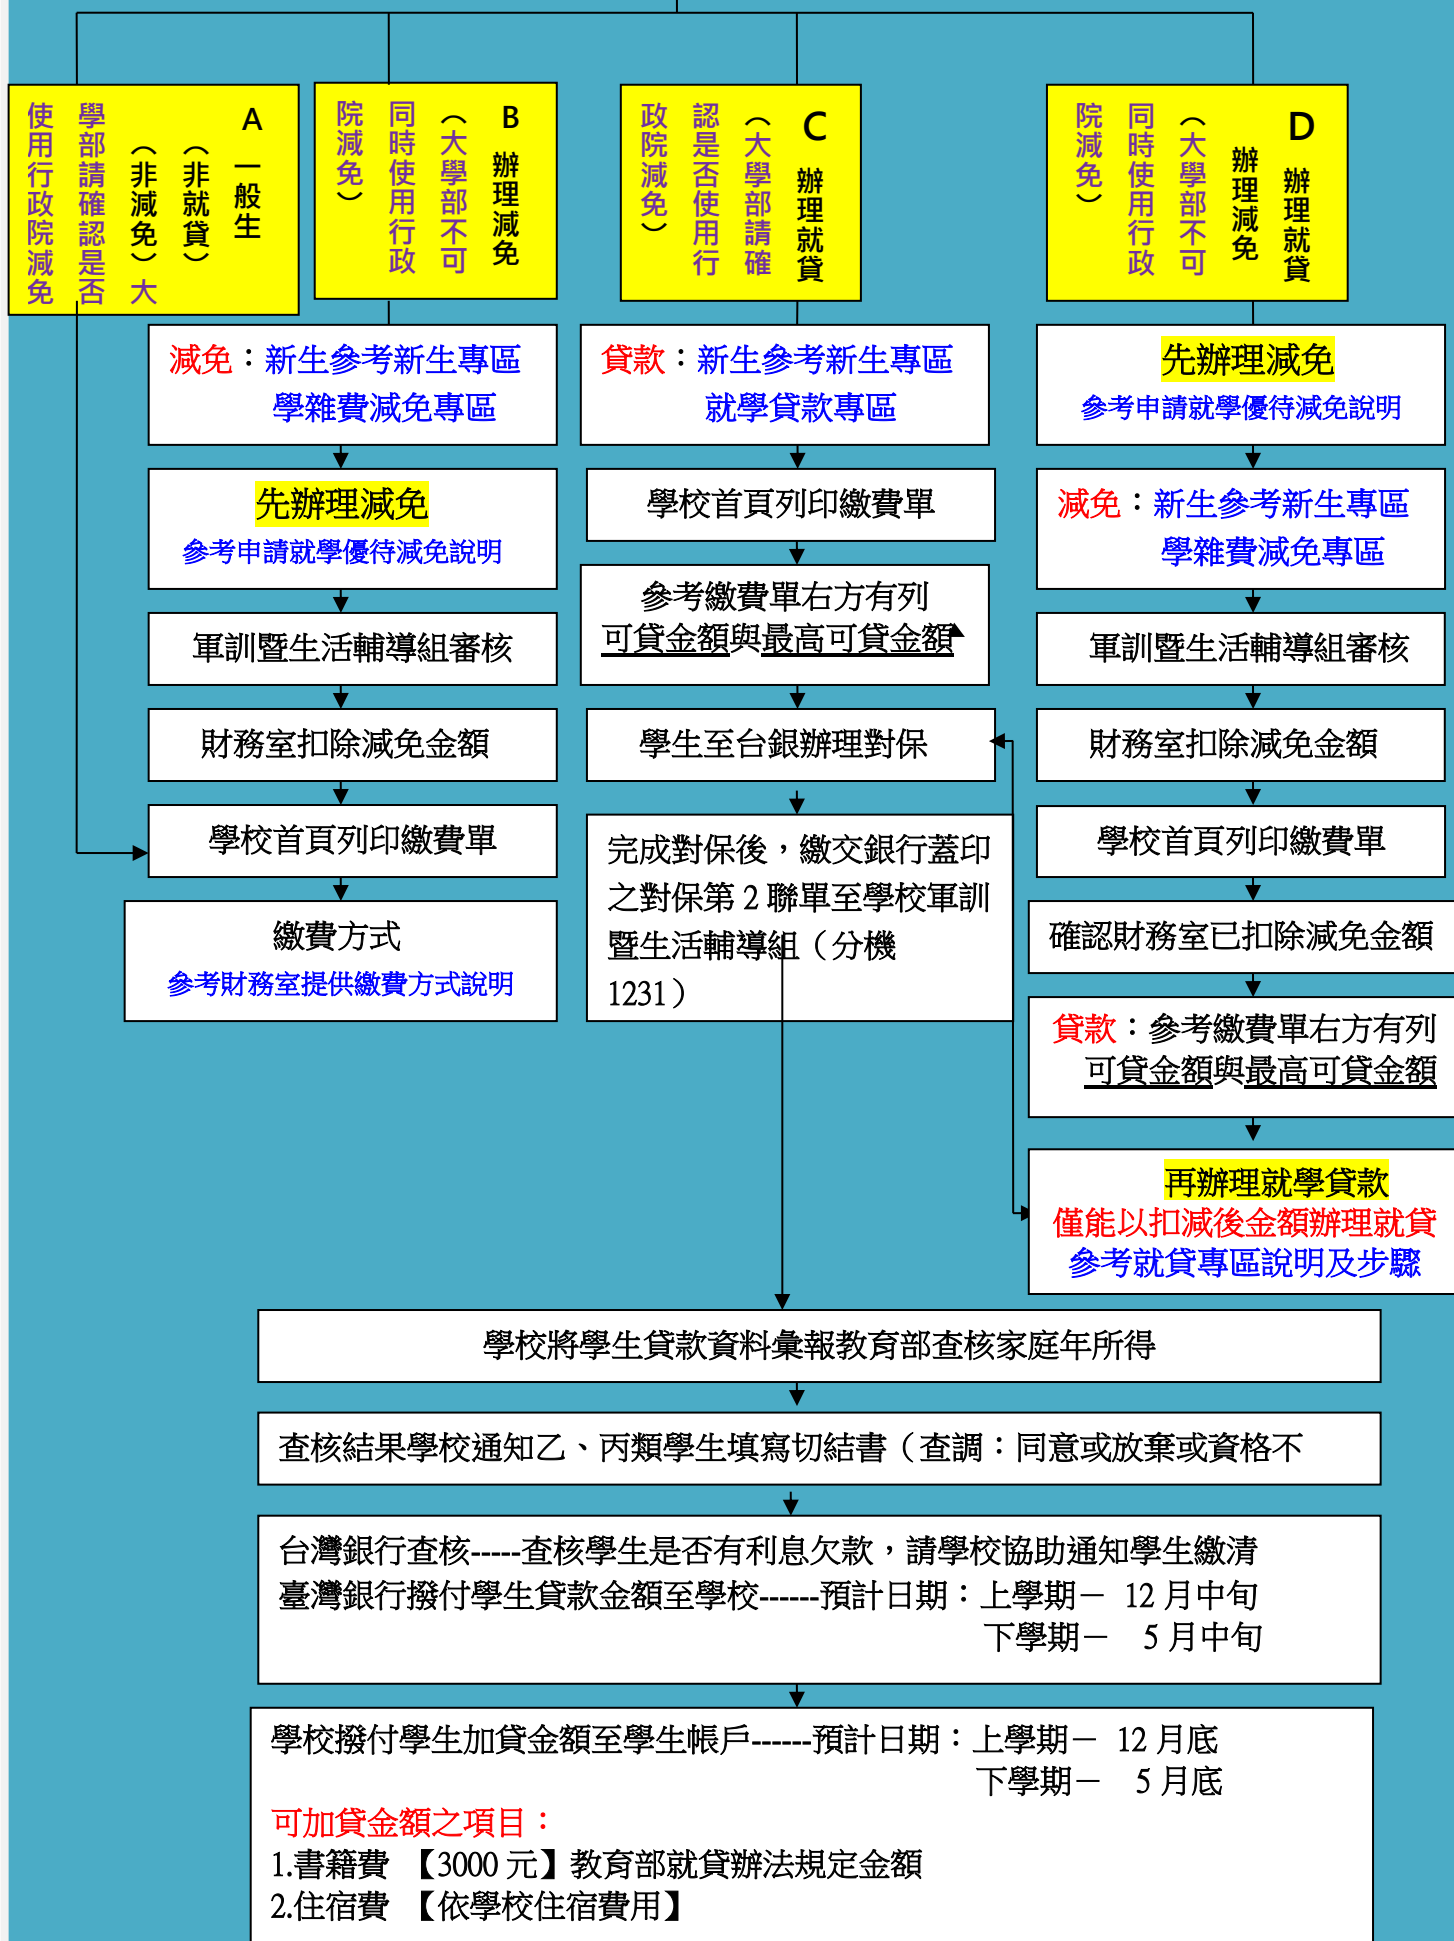 A 一般生
（非就貸）
（非減免）大
學部請確認是否
使用行政院減免
B 辦理減免
（大學部不可
同時使用行政
院減免）
C 辦理就貸
（大學部請確
認是否使用行
政院減免）
D 辦理就貸
辦理減免
（大學部不可
同時使用行政
院減免）
減免：新生參考新生專區
學雜費減免專區
先辦理減免
參考申請就學優待減免說明
軍訓暨生活輔導組審核
財務室扣除減免金額
學校首頁列印繳費單
繳費方式
參考財務室提供繳費方式說明
貸款：新生參考新生專區
就學貸款專區
學校首頁列印繳費單
參考繳費單右方有列
可貸金額與最高可貸金額
學生至台銀辦理對保
完成對保後，繳交銀行蓋印
之對保第 2 聯單至學校軍訓
暨生活輔導組（分機
1231）
先辦理減免
參考申請就學優待減免說明
減免：新生參考新生專區
學雜費減免專區
軍訓暨生活輔導組審核
財務室扣除減免金額
學校首頁列印繳費單
確認財務室已扣除減免金額
貸款：參考繳費單右方有列
可貸金額與最高可貸金額
再辦理就學貸款
僅能以扣減後金額辦理就貸
參考就貸專區說明及步驟
學校將學生貸款資料彙報教育部查核家庭年所得
查核結果學校通知乙、丙類學生填寫切結書（查調：同意或放棄或資格不
台灣銀行查核-----查核學生是否有利息欠款，請學校協助通知學生繳清
臺灣銀行撥付學生貸款金額至學校------預計日期：上學期－ 12 月中旬
下學期－ 5 月中旬
學校撥付學生加貸金額至學生帳戶------預計日期：上學期－ 12 月底
下學期－ 5 月底
可加貸金額之項目：
1.書籍費 【3000 元】教育部就貸辦法規定金額
2.住宿費 【依學校住宿費用】